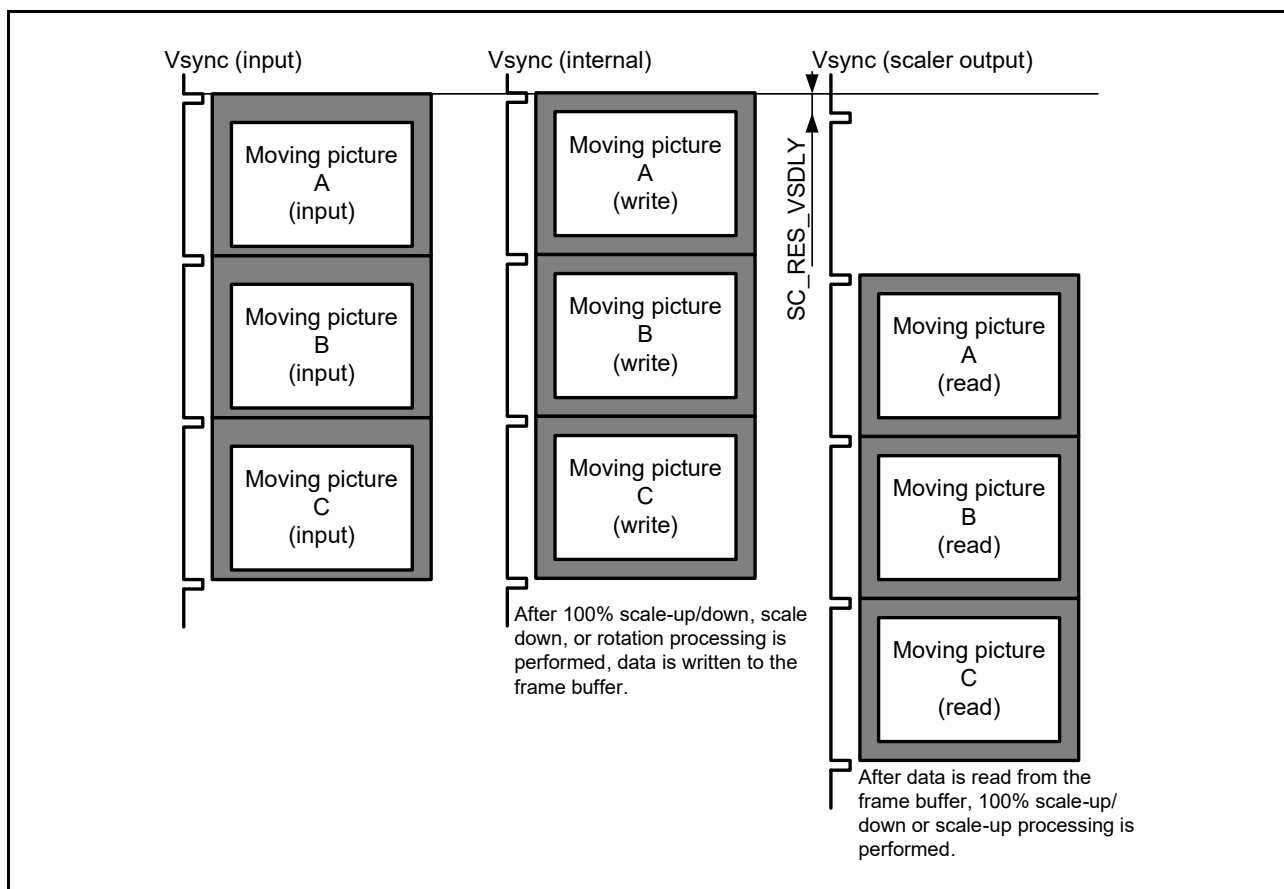 Vsync (input)
Vsync (internal)
Vsync (scaler output)
SC_RES_VSDLY
Moving picture
A
(input)
Moving picture
B
(input)
Moving picture
C
(input)
Moving picture
A
(write)
Moving picture
B
(write)
Moving picture
C
(write)
After 100% scale-up/down, scale
down, or rotation processing is
performed, data is written to the
frame buffer.
Moving picture
A
(read)
Moving picture
B
(read)
Moving picture
C
(read)
After data is read from the
frame buffer, 100% scale-up/
down or scale-up processing is
performed.